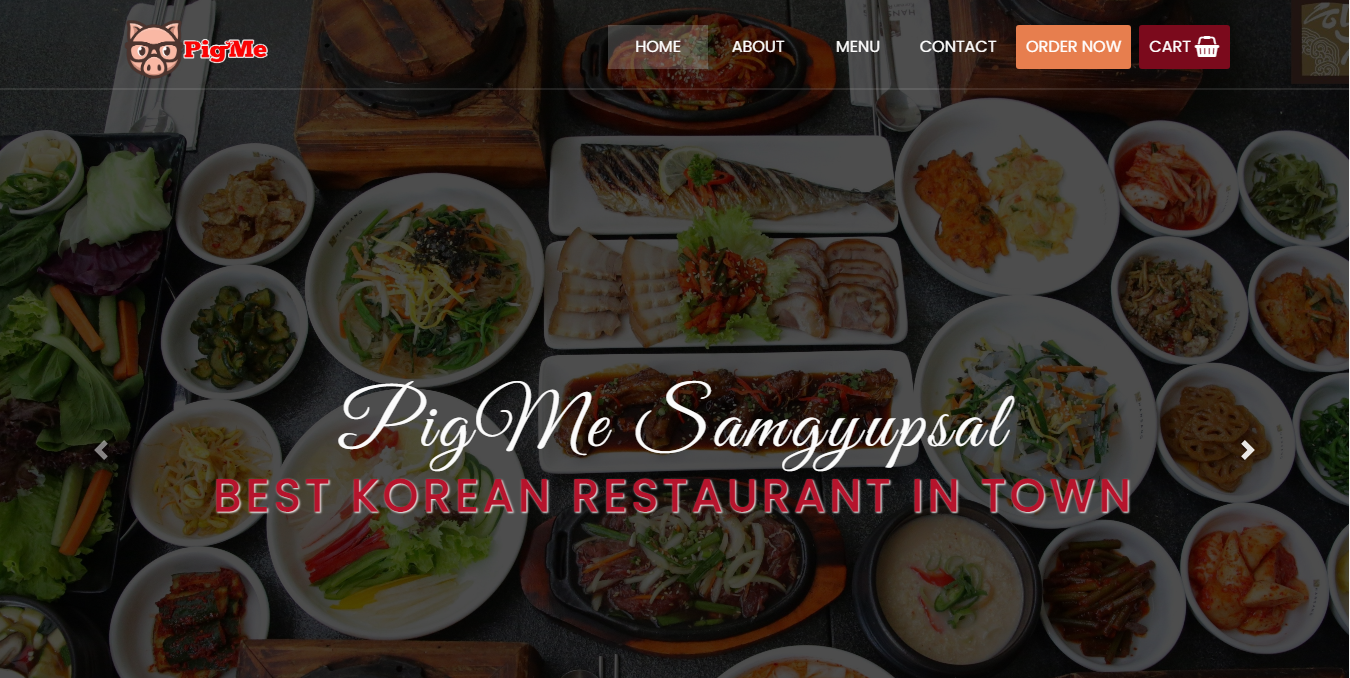 PigMe
HOME ABOUT MENU CONTACT ORDER NOW CART
PigMe Samgyupsal
BEST KOREAN RESTAURANT IN TOWN